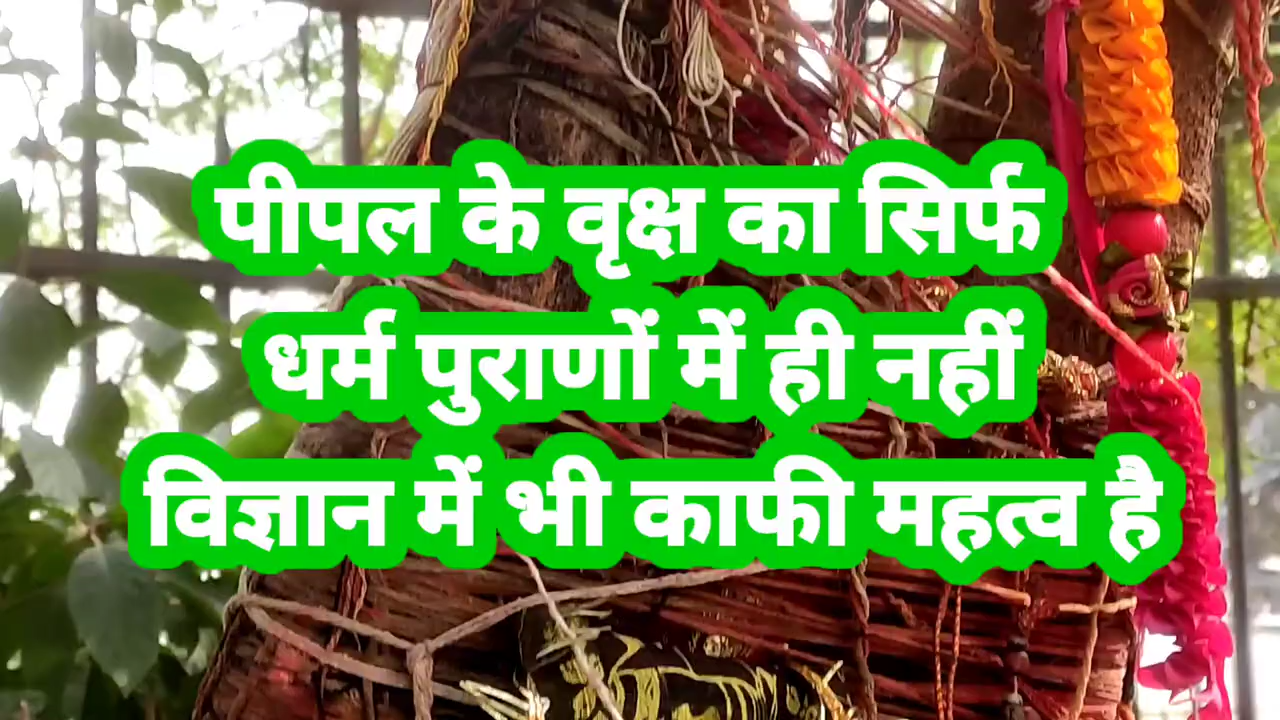 पीपल के वृक्ष का सिर्फ
धर्म पुराणों में ही नहीं
विज्ञान में भी काफी महत्व है